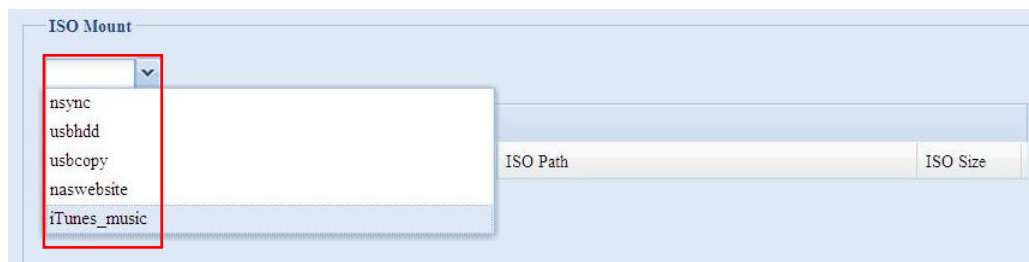 ISO Mount
nsync
usbhdd
usbcopy
naswebsite
iTunes_music
ISO Path
ISO Size